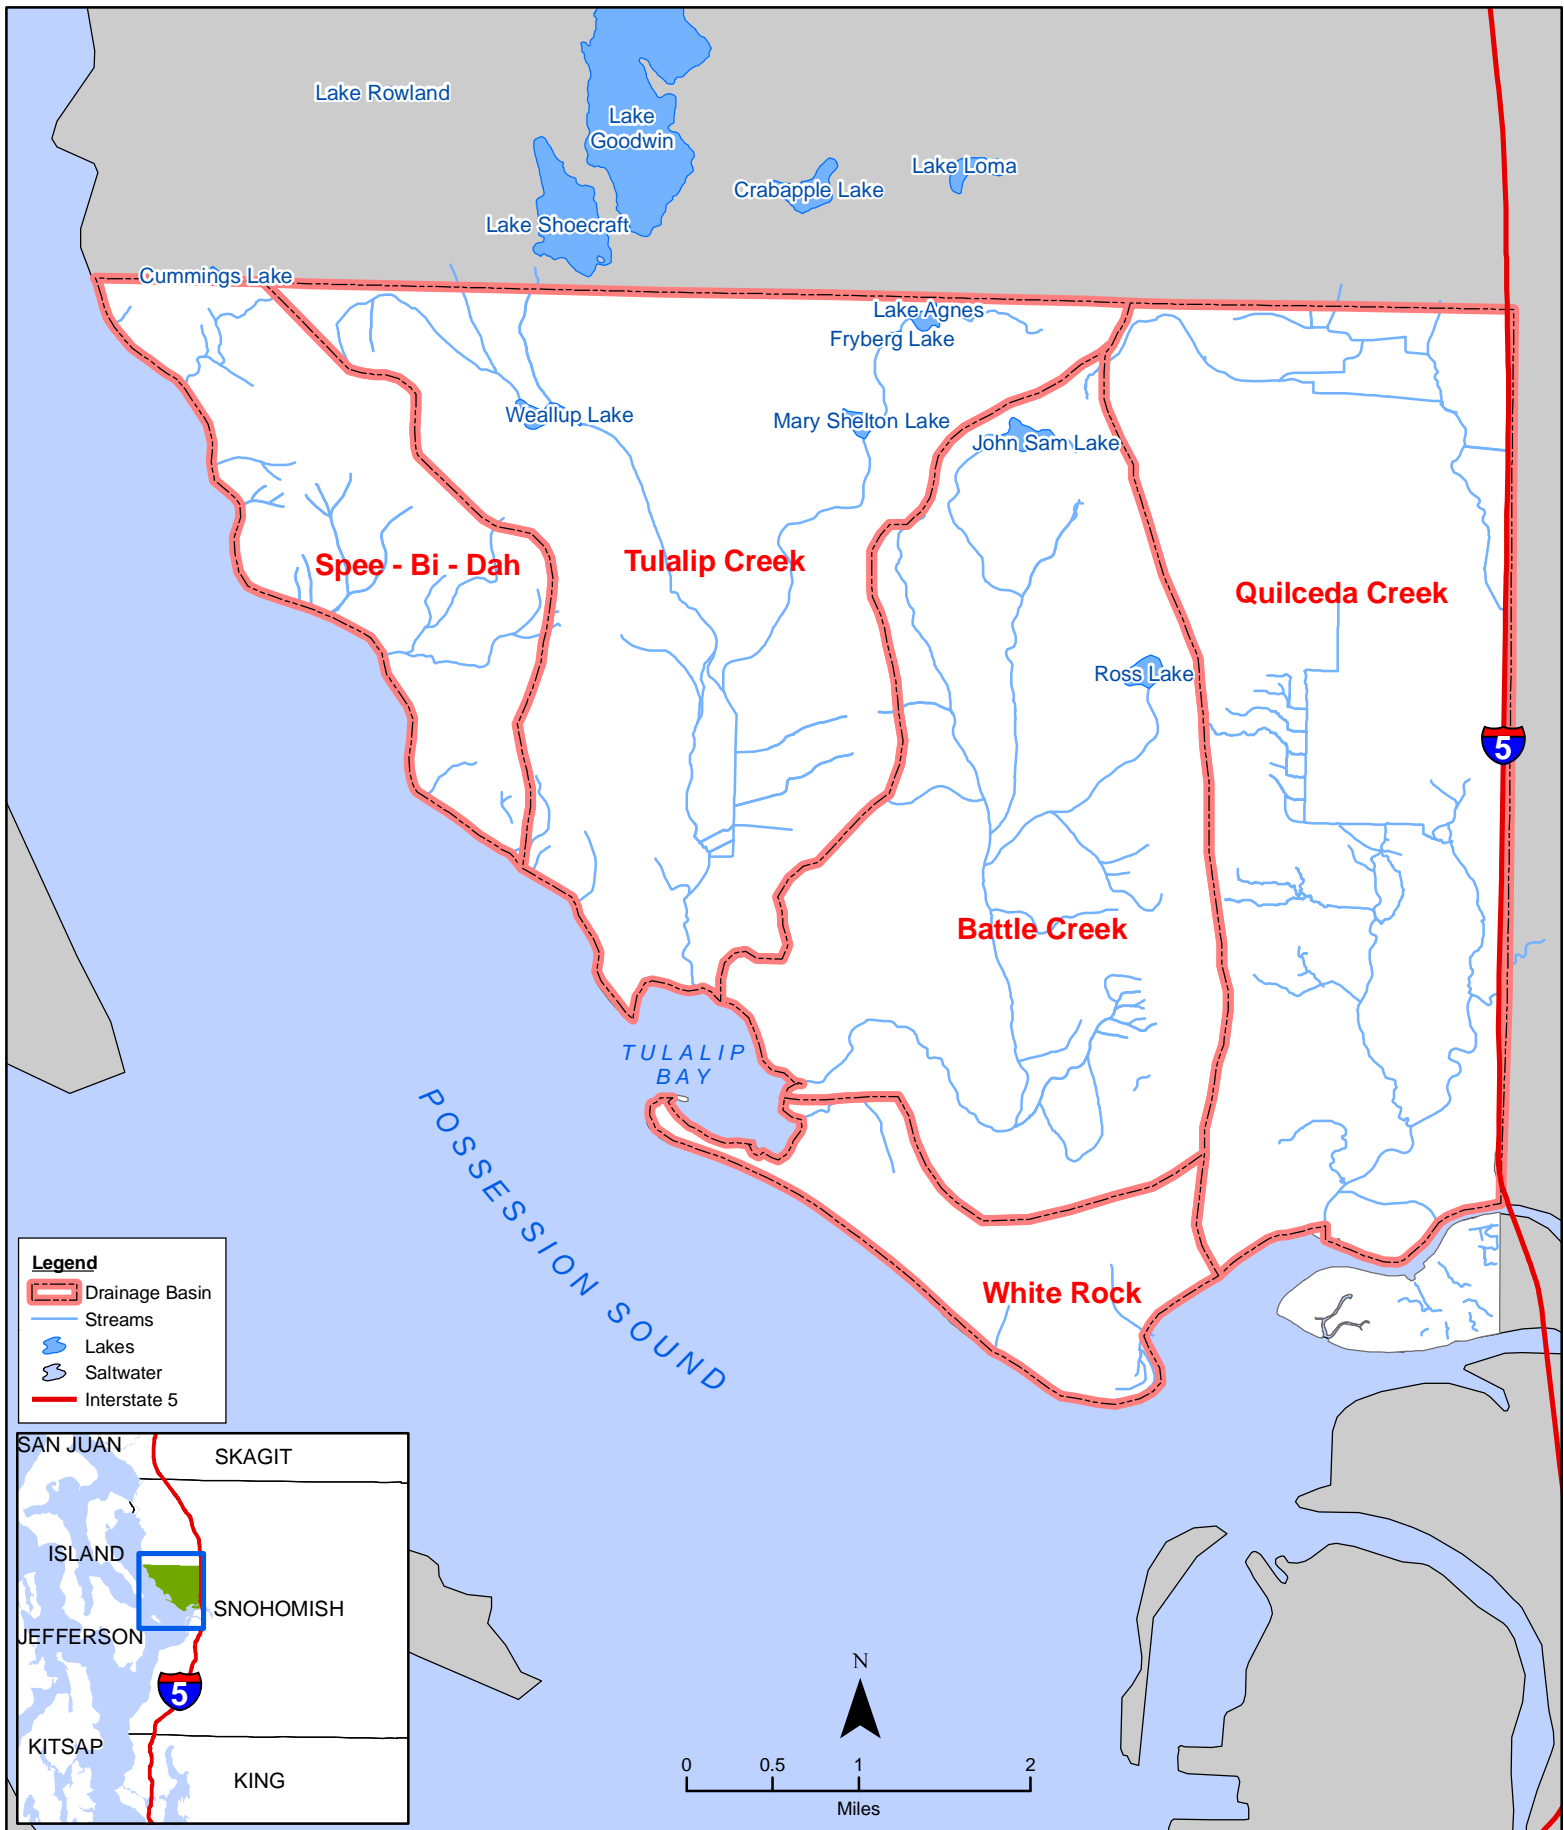 Lake Rowland
Lake
Goodwin
Lake Loma
Crabapple Lake
Lake Shoecraft
Cummings Lake
Lake Agnes
Fryberg Lake
Weallup Lake
Mary Shelton Lake
John Sam Lake
Spee - Bi - Dah
Tulalip Creek
Quilceda Creek
Ross Lake
5
Battle Creek
TULALIP
BAY
POSSESSION SOUND
White Rock
Legend
Drainage Basin
Streams
Lakes
Saltwater
Interstate 5
SAN JUAN
SKAGIT
ISLAND
SNOHOMISH
JEFFERSON
5
KITSAP
KING
N
0 0.5 1 2
Miles